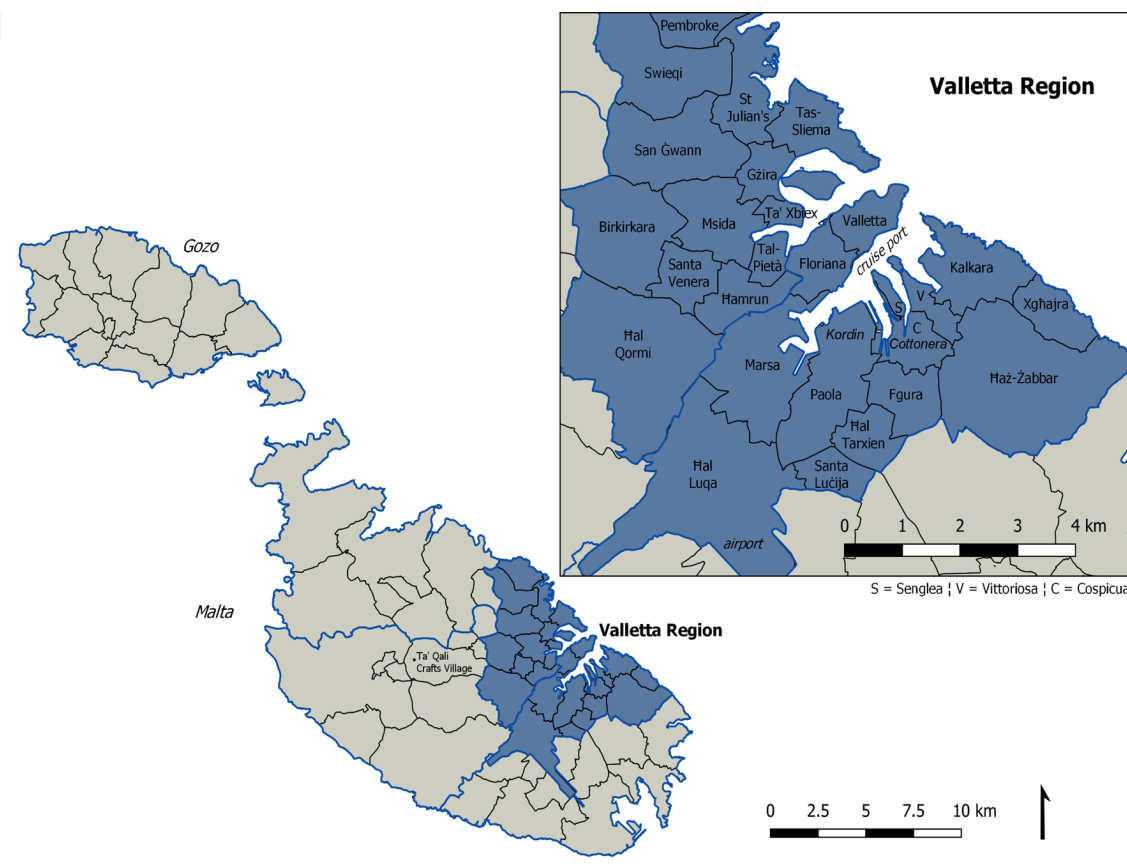 Gozo
Malta
Ta' Qali
Crafts Village
Valletta Region
0 2.5 5 7.5 10 km
Valletta Region
Pembroke
Swieqi
St
Julian's
Tas-
Sliema
San Ġwann
Gżira
Ta' Xbiex
Birkirkara
Msida
Valletta
Tal-
Pietà
Floriana
cruise port
Santa
Venera
Ħamrun
Kalkara
Xgħajra
V
S
C
Cottonera
Kordin
Ħal
Qormi
Marsa
Paola
Fgura
Ħaż-Żabbar
Ħal
Tarxien
Ħal
Luqa
Santa
Luċija
airport
0 1 2 3 4 km
S = Senglea ¦ V = Vittoriosa ¦ C = Cospicua